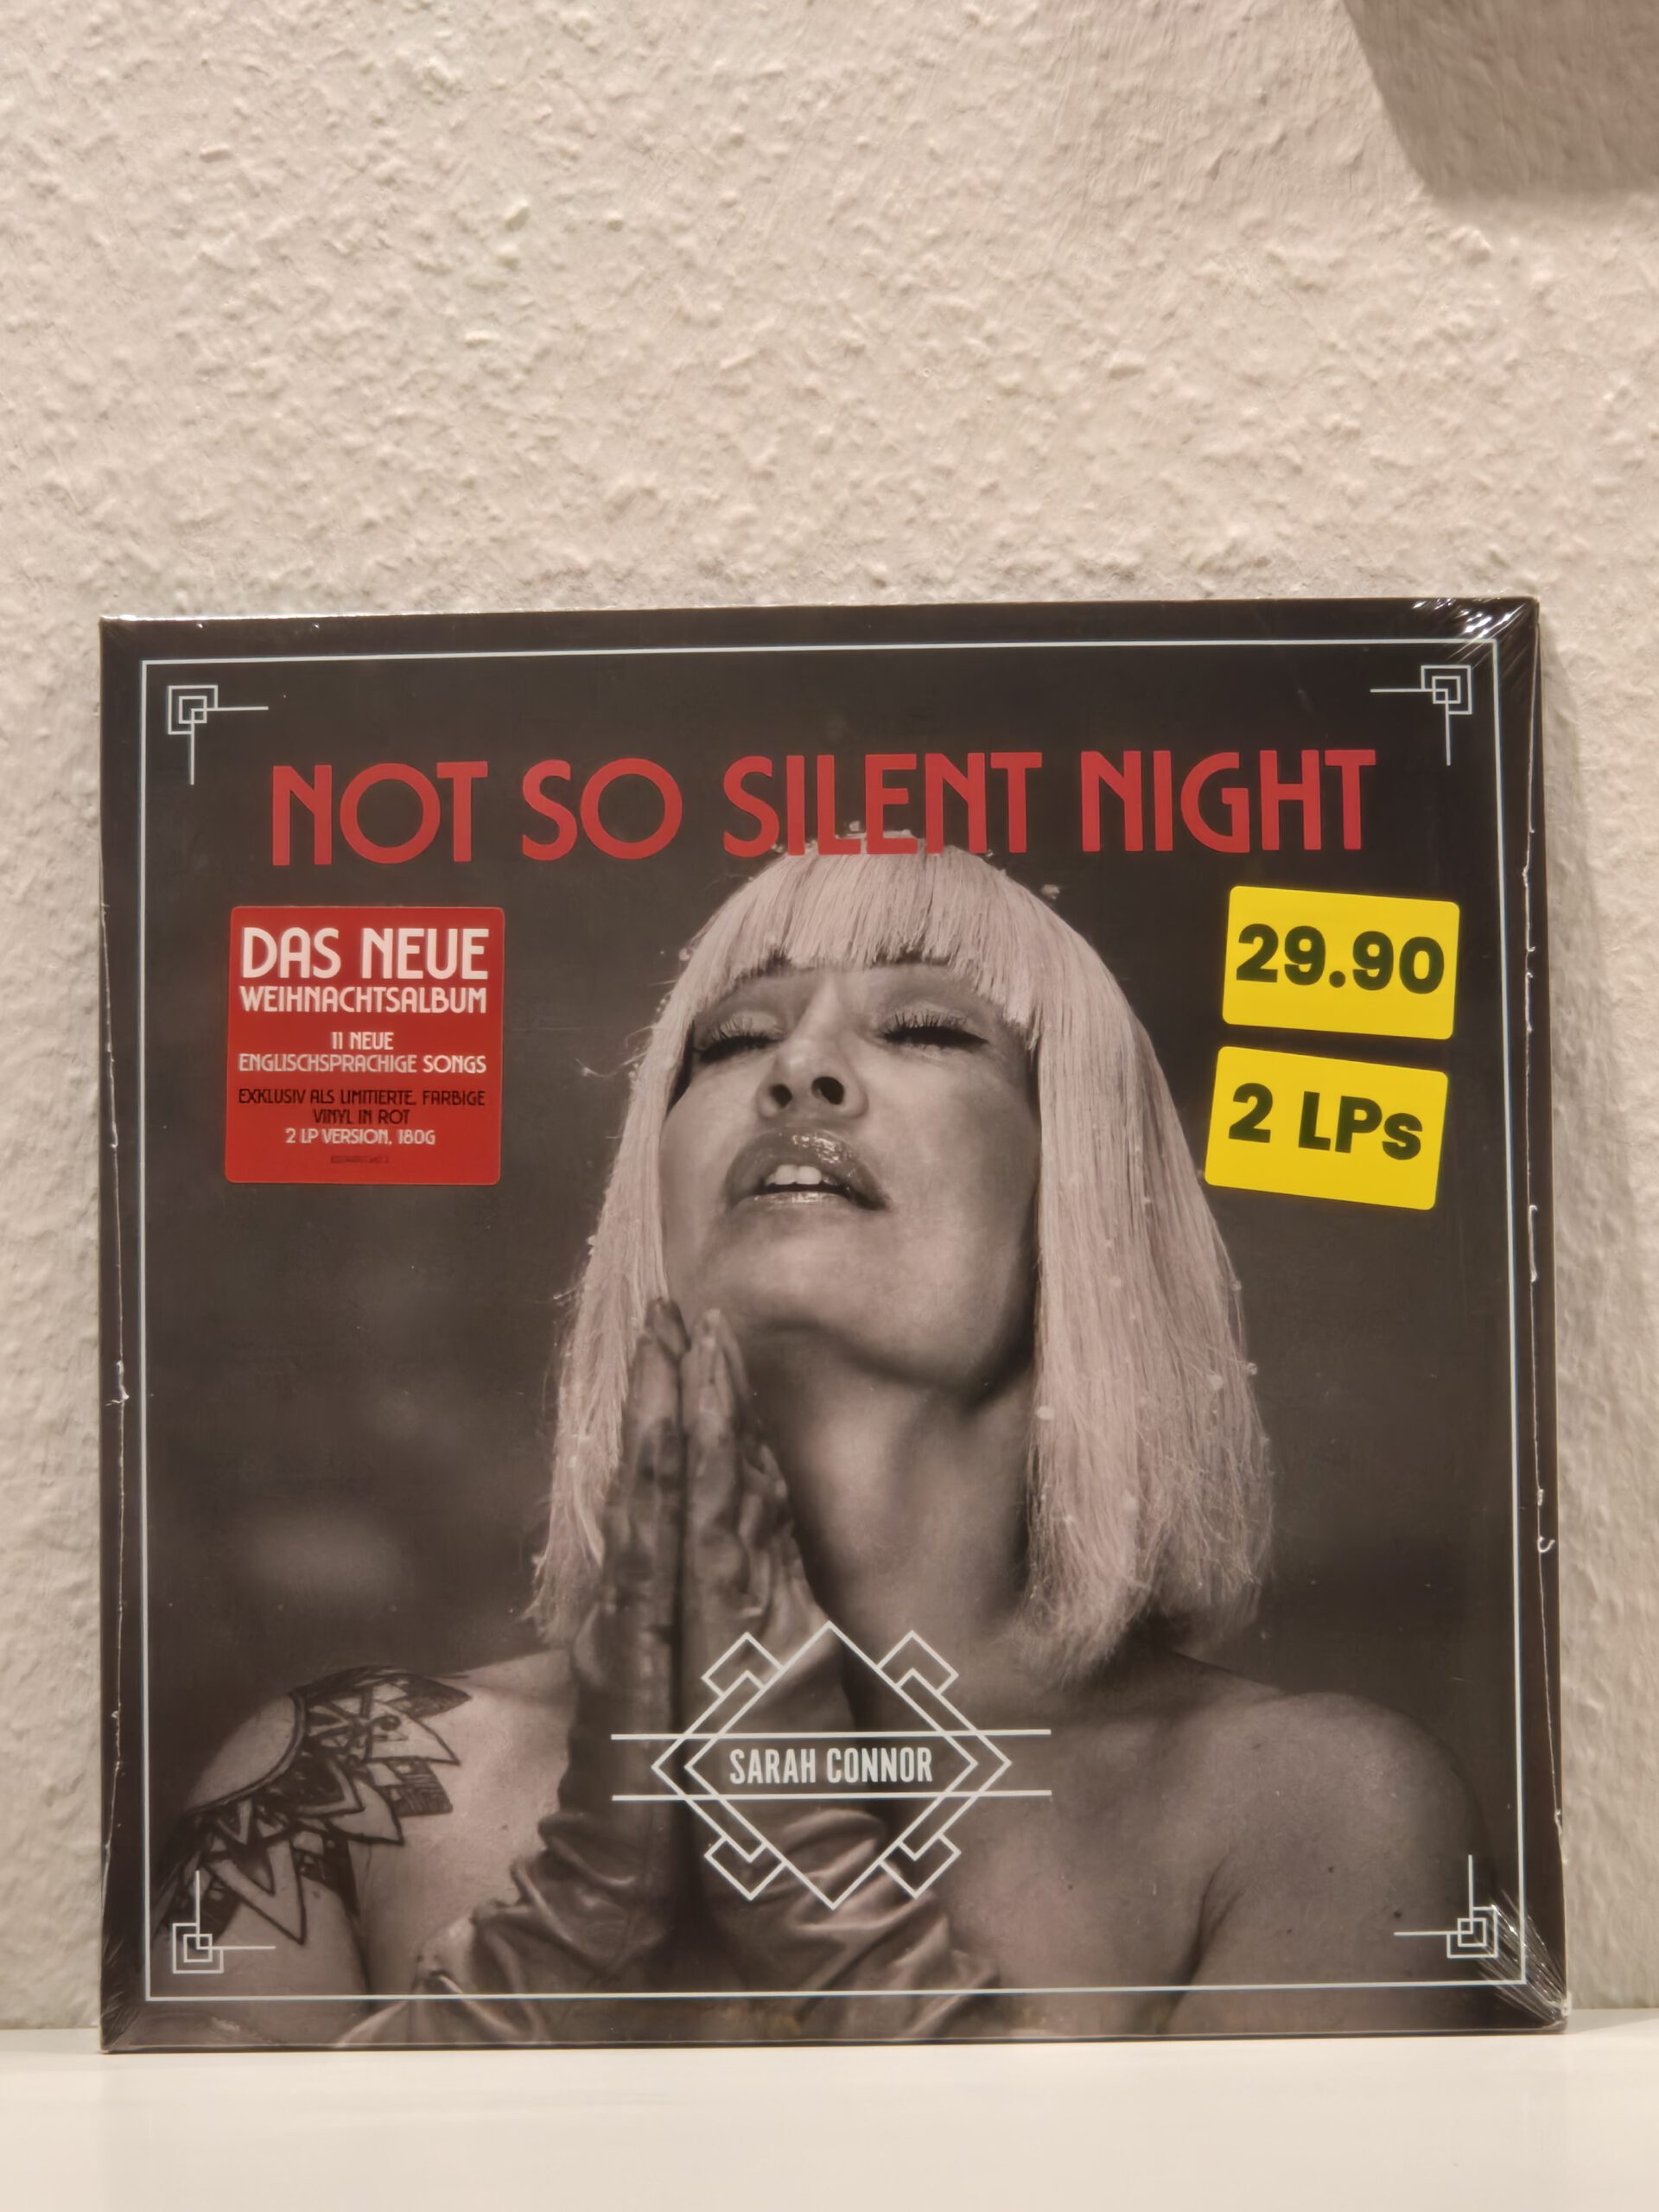 NOT SO SILENT NIGHT
DAS NEUE
WEIHNACHTSALBUM
11 NEUE
ENGLISCHSPRACHIGE SONGS
EXKLUSIV ALS LIMITIERTE, FARBIGE
VINYL IN ROT
2 LP VERSION, 180G
29.90
2 LPs
SARAH CONNOR